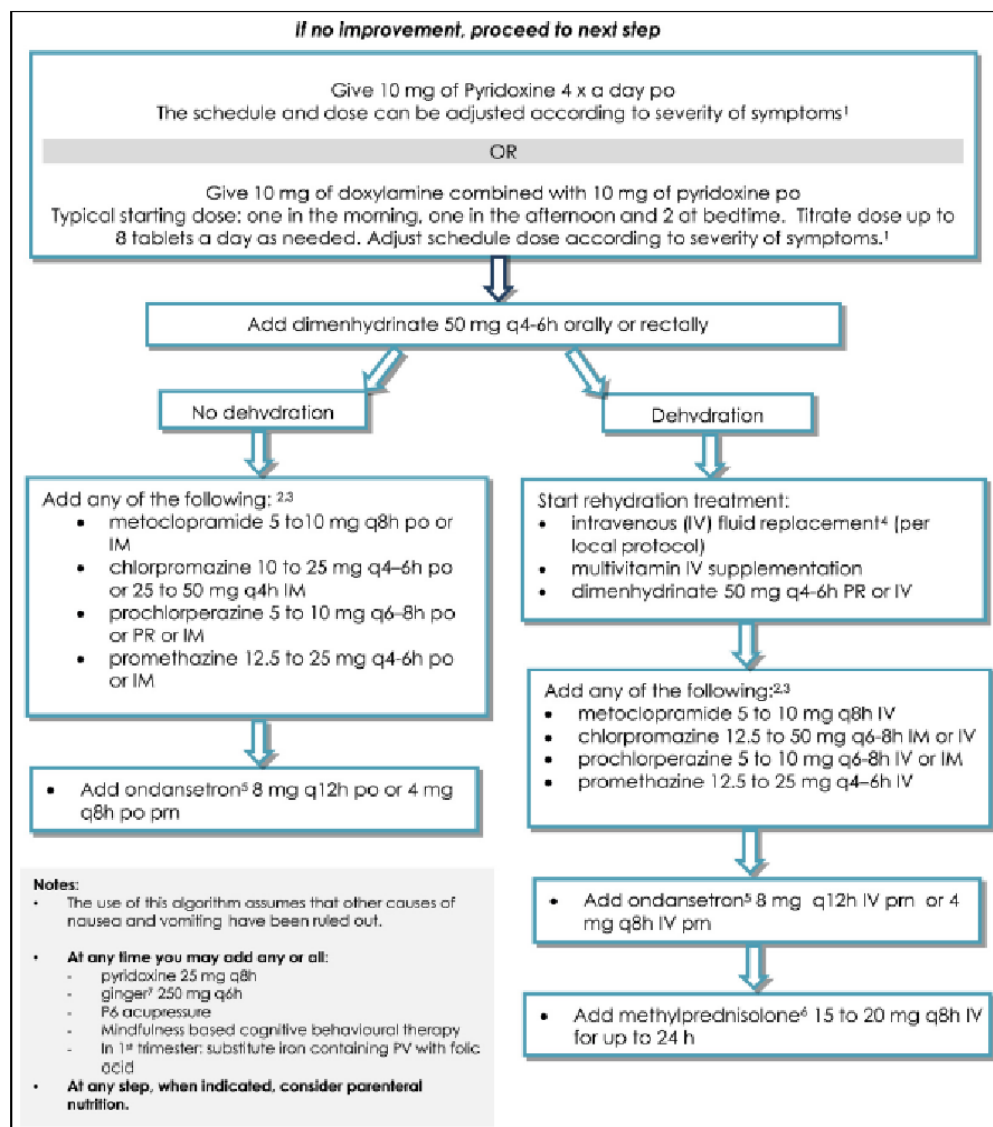 If no improvement, proceed to next step
Give 10 mg of Pyridoxine 4 x a day po
The schedule and dose can be adjusted according to severity of symptoms¹
OR
Give 10 mg of doxylamine combined with 10 mg of pyridoxine po
Typical starting dose: one in the morning, one in the afternoon and 2 at bedtime. Titrate dose up to
8 tablets a day as needed. Adjust schedule dose according to severity of symptoms.¹
Add dimenhydrinate 50 mg q4-6h orally or rectally
No dehydration
Add any of the following: ²,³
• metoclopramide 5 to10 mg q8h po or
IM
• chlorpromazine 10 to 25 mg q4–6h po
or 25 to 50 mg q4h IM
• prochlorperazine 5 to 10 mg q6–8h po
or PR or IM
• promethazine 12.5 to 25 mg q4-6h po
or IM
• Add ondansetron⁵ 8 mg q12h po or 4 mg
q8h po prn
Dehydration
Start rehydration treatment:
• intravenous (IV) fluid replacement⁴ (per
local protocol)
• multivitamin IV supplementation
• dimenhydrinate 50 mg q4-6h PR or IV
Add any of the following:²,³
• metoclopramide 5 to 10 mg q8h IV
• chlorpromazine 12.5 to 50 mg q6-8h IM or IV
• prochlorperazine 5 to 10 mg q6-8h IV or IM
• promethazine 12.5 to 25 mg q4–6h IV
• Add ondansetron⁵ 8 mg q12h IV prn or 4
mg q8h IV prn
• Add methylprednisolone⁶ 15 to 20 mg q8h IV
for up to 24 h
Notes:
• The use of this algorithm assumes that other causes of
nausea and vomiting have been ruled out.
• At any time you may add any or all:
- pyridoxine 25 mg q8h
- ginger⁷ 250 mg q6h
- P6 acupressure
- Mindfulness based cognitive behavioural therapy
- In 1st trimester: substitute iron containing PV with folic
acid
• At any step, when indicated, consider parenteral
nutrition.